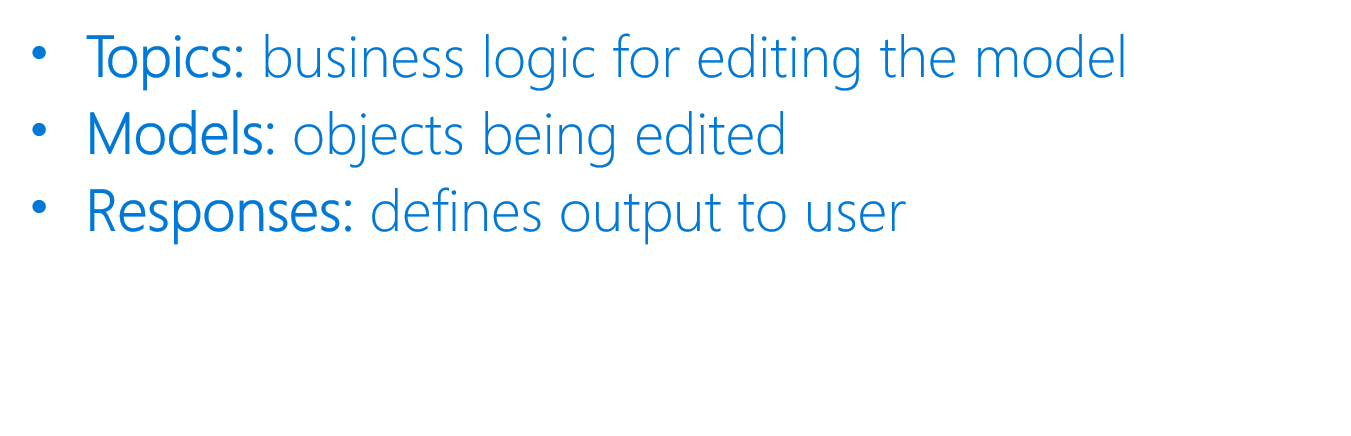 • Topics: business logic for editing the model
• Models: objects being edited
• Responses: defines output to user